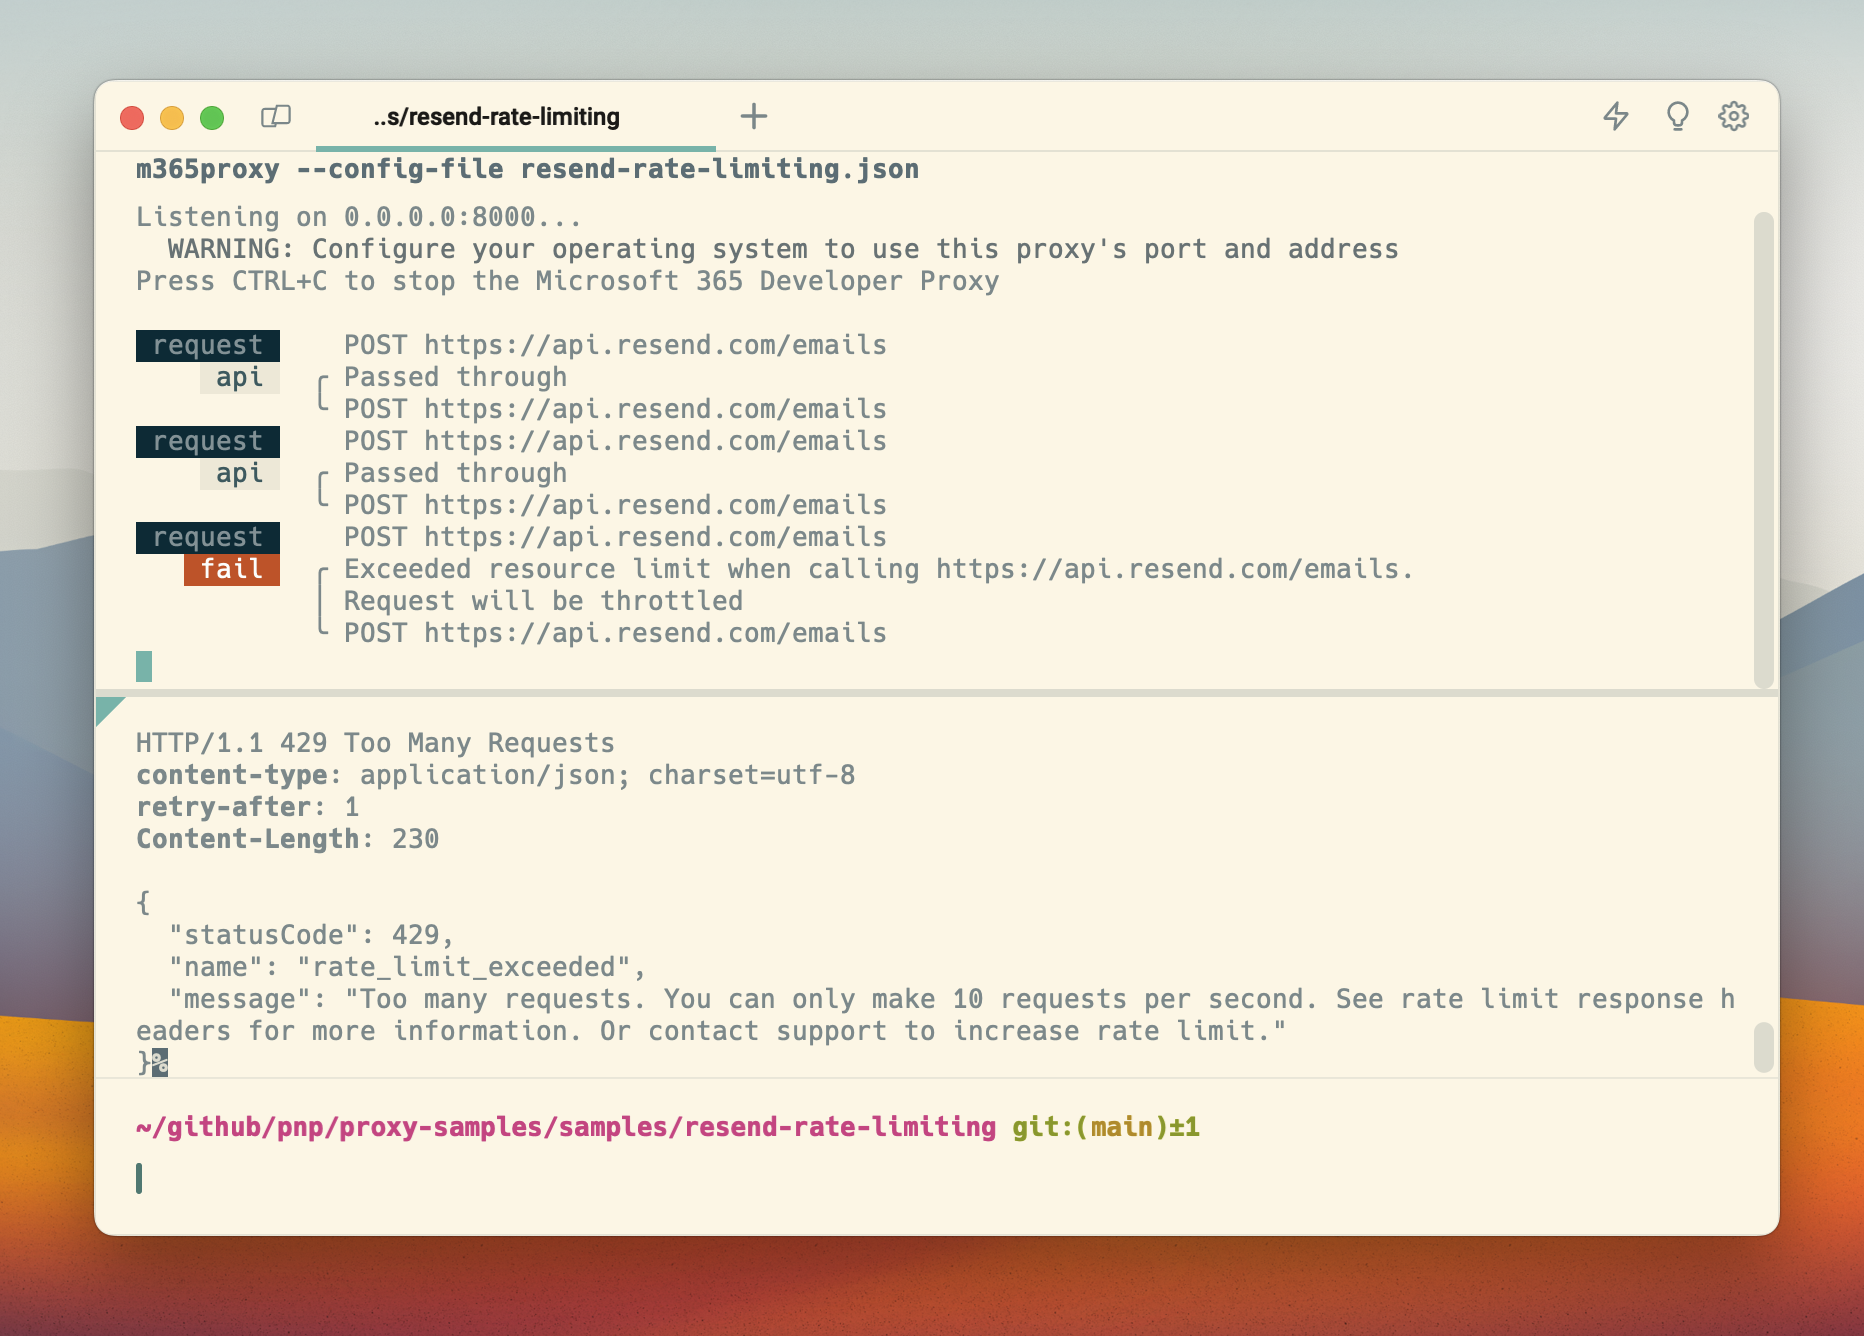 ..s/resend-rate-limiting
m365proxy --config-file resend-rate-limiting.json
Listening on 0.0.0.0:8000...
WARNING: Configure your operating system to use this proxy's port and address
Press CTRL+C to stop the Microsoft 365 Developer Proxy
request POST https://api.resend.com/emails
api Passed through
POST https://api.resend.com/emails
request POST https://api.resend.com/emails
api Passed through
POST https://api.resend.com/emails
request POST https://api.resend.com/emails
fail Exceeded resource limit when calling https://api.resend.com/emails.
Request will be throttled
POST https://api.resend.com/emails
HTTP/1.1 429 Too Many Requests
content-type: application/json; charset=utf-8
retry-after: 1
Content-Length: 230
{
"statusCode": 429,
"name": "rate_limit_exceeded",
"message": "Too many requests. You can only make 10 requests per second. See rate limit response h
eaders for more information. Or contact support to increase rate limit."
}%
~/github/pnp/proxy-samples/samples/resend-rate-limiting git:(main)±1